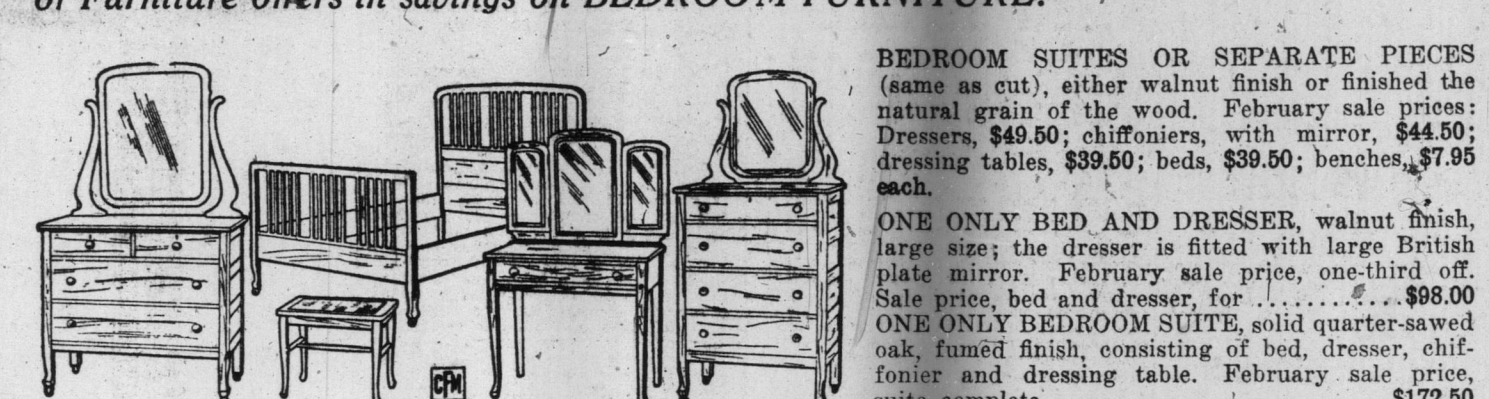 or Furniture offers in savings on BEDROOM FURNITURE.
BEDROOM SUITES OR SEPARATE PIECES
(same as cut), either walnut finish or finished the
natural grain of the wood. February sale prices:
Dressers, $49.50; chiffoniers, with mirror, $44.50;
dressing tables, $39.50; beds, $39.50; benches, $7.95
each.
ONE ONLY BED AND DRESSER, walnut finish,
large size; the dresser is fitted with large British
plate mirror. February sale price, one-third off.
Sale price, bed and dresser, for ..............$98.00
ONE ONLY BEDROOM SUITE, solid quarter-sawed
oak, fumed finish, consisting of bed, dresser, chif-
fonier and dressing table. February sale price,
suite complete $172.50
CFM